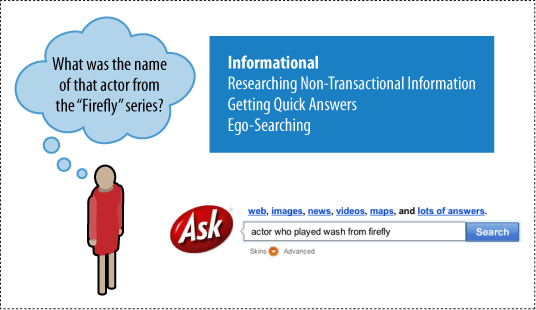 What was the name
of that actor from
the “Firefly” series?
Informational
Researching Non-Transactional Information
Getting Quick Answers
Ego-Searching
Ask
web, images, news, videos, maps, and lots of answers.
actor who played wash from firefly
Search
Skins Advanced